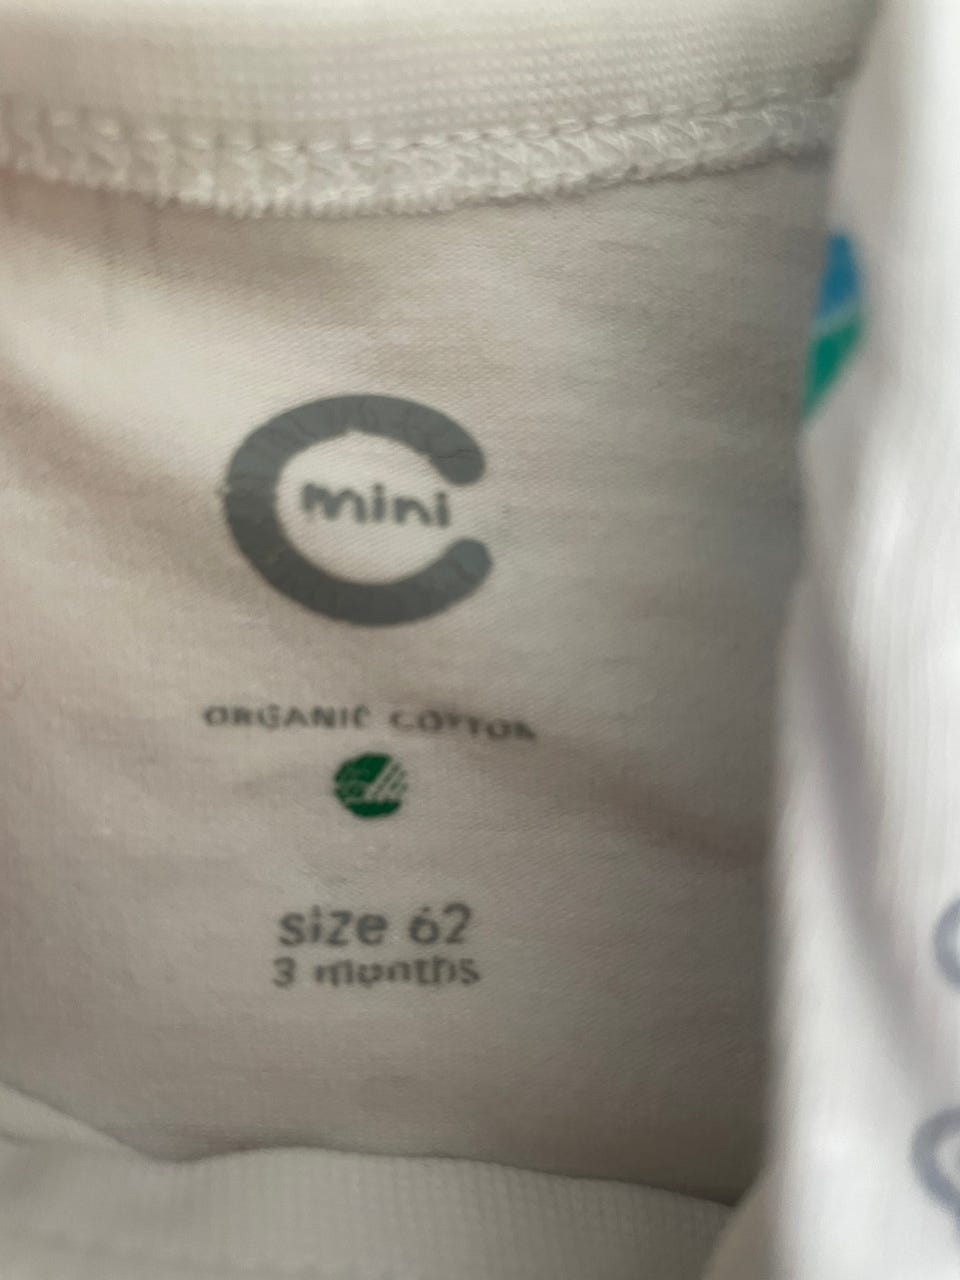 mini
ORGANIC COTTON
size 62
3 months